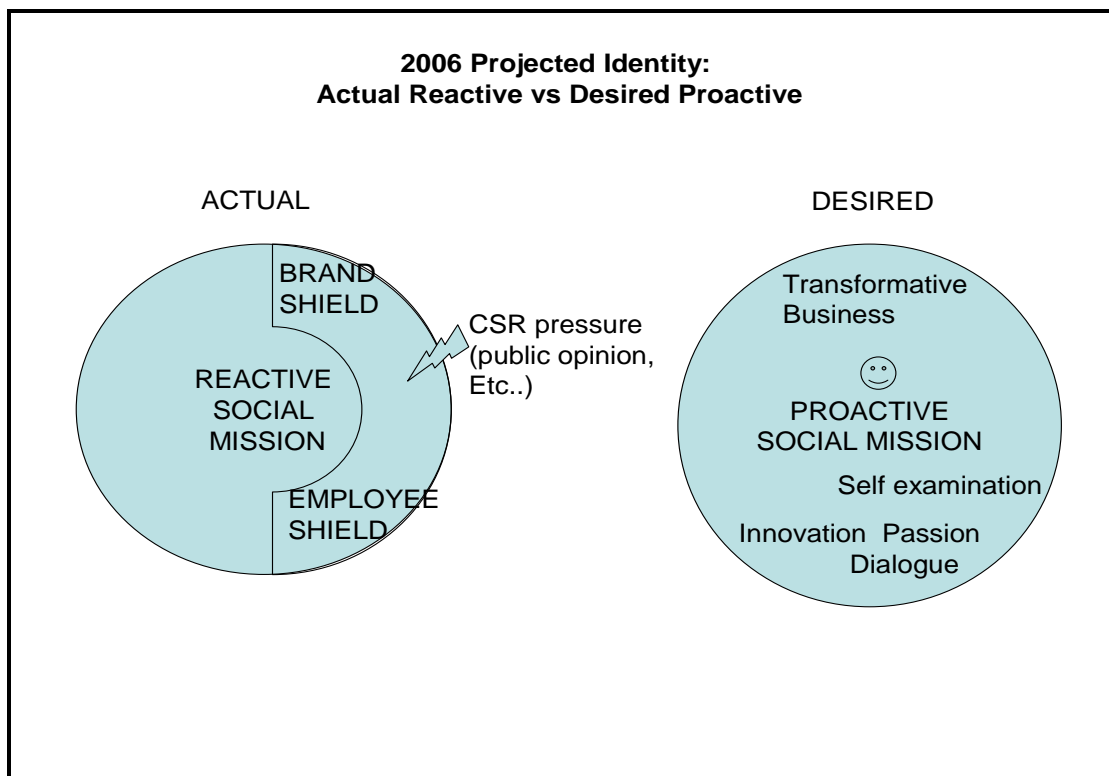 2006 Projected Identity:
Actual Reactive vs Desired Proactive
ACTUAL
BRAND
SHIELD
REACTIVE
SOCIAL
MISSION
EMPLOYEE
SHIELD
CSR pressure
(public opinion,
Etc..)
DESIRED
Transformative
Business
PROACTIVE
SOCIAL MISSION
Self examination
Innovation Passion
Dialogue